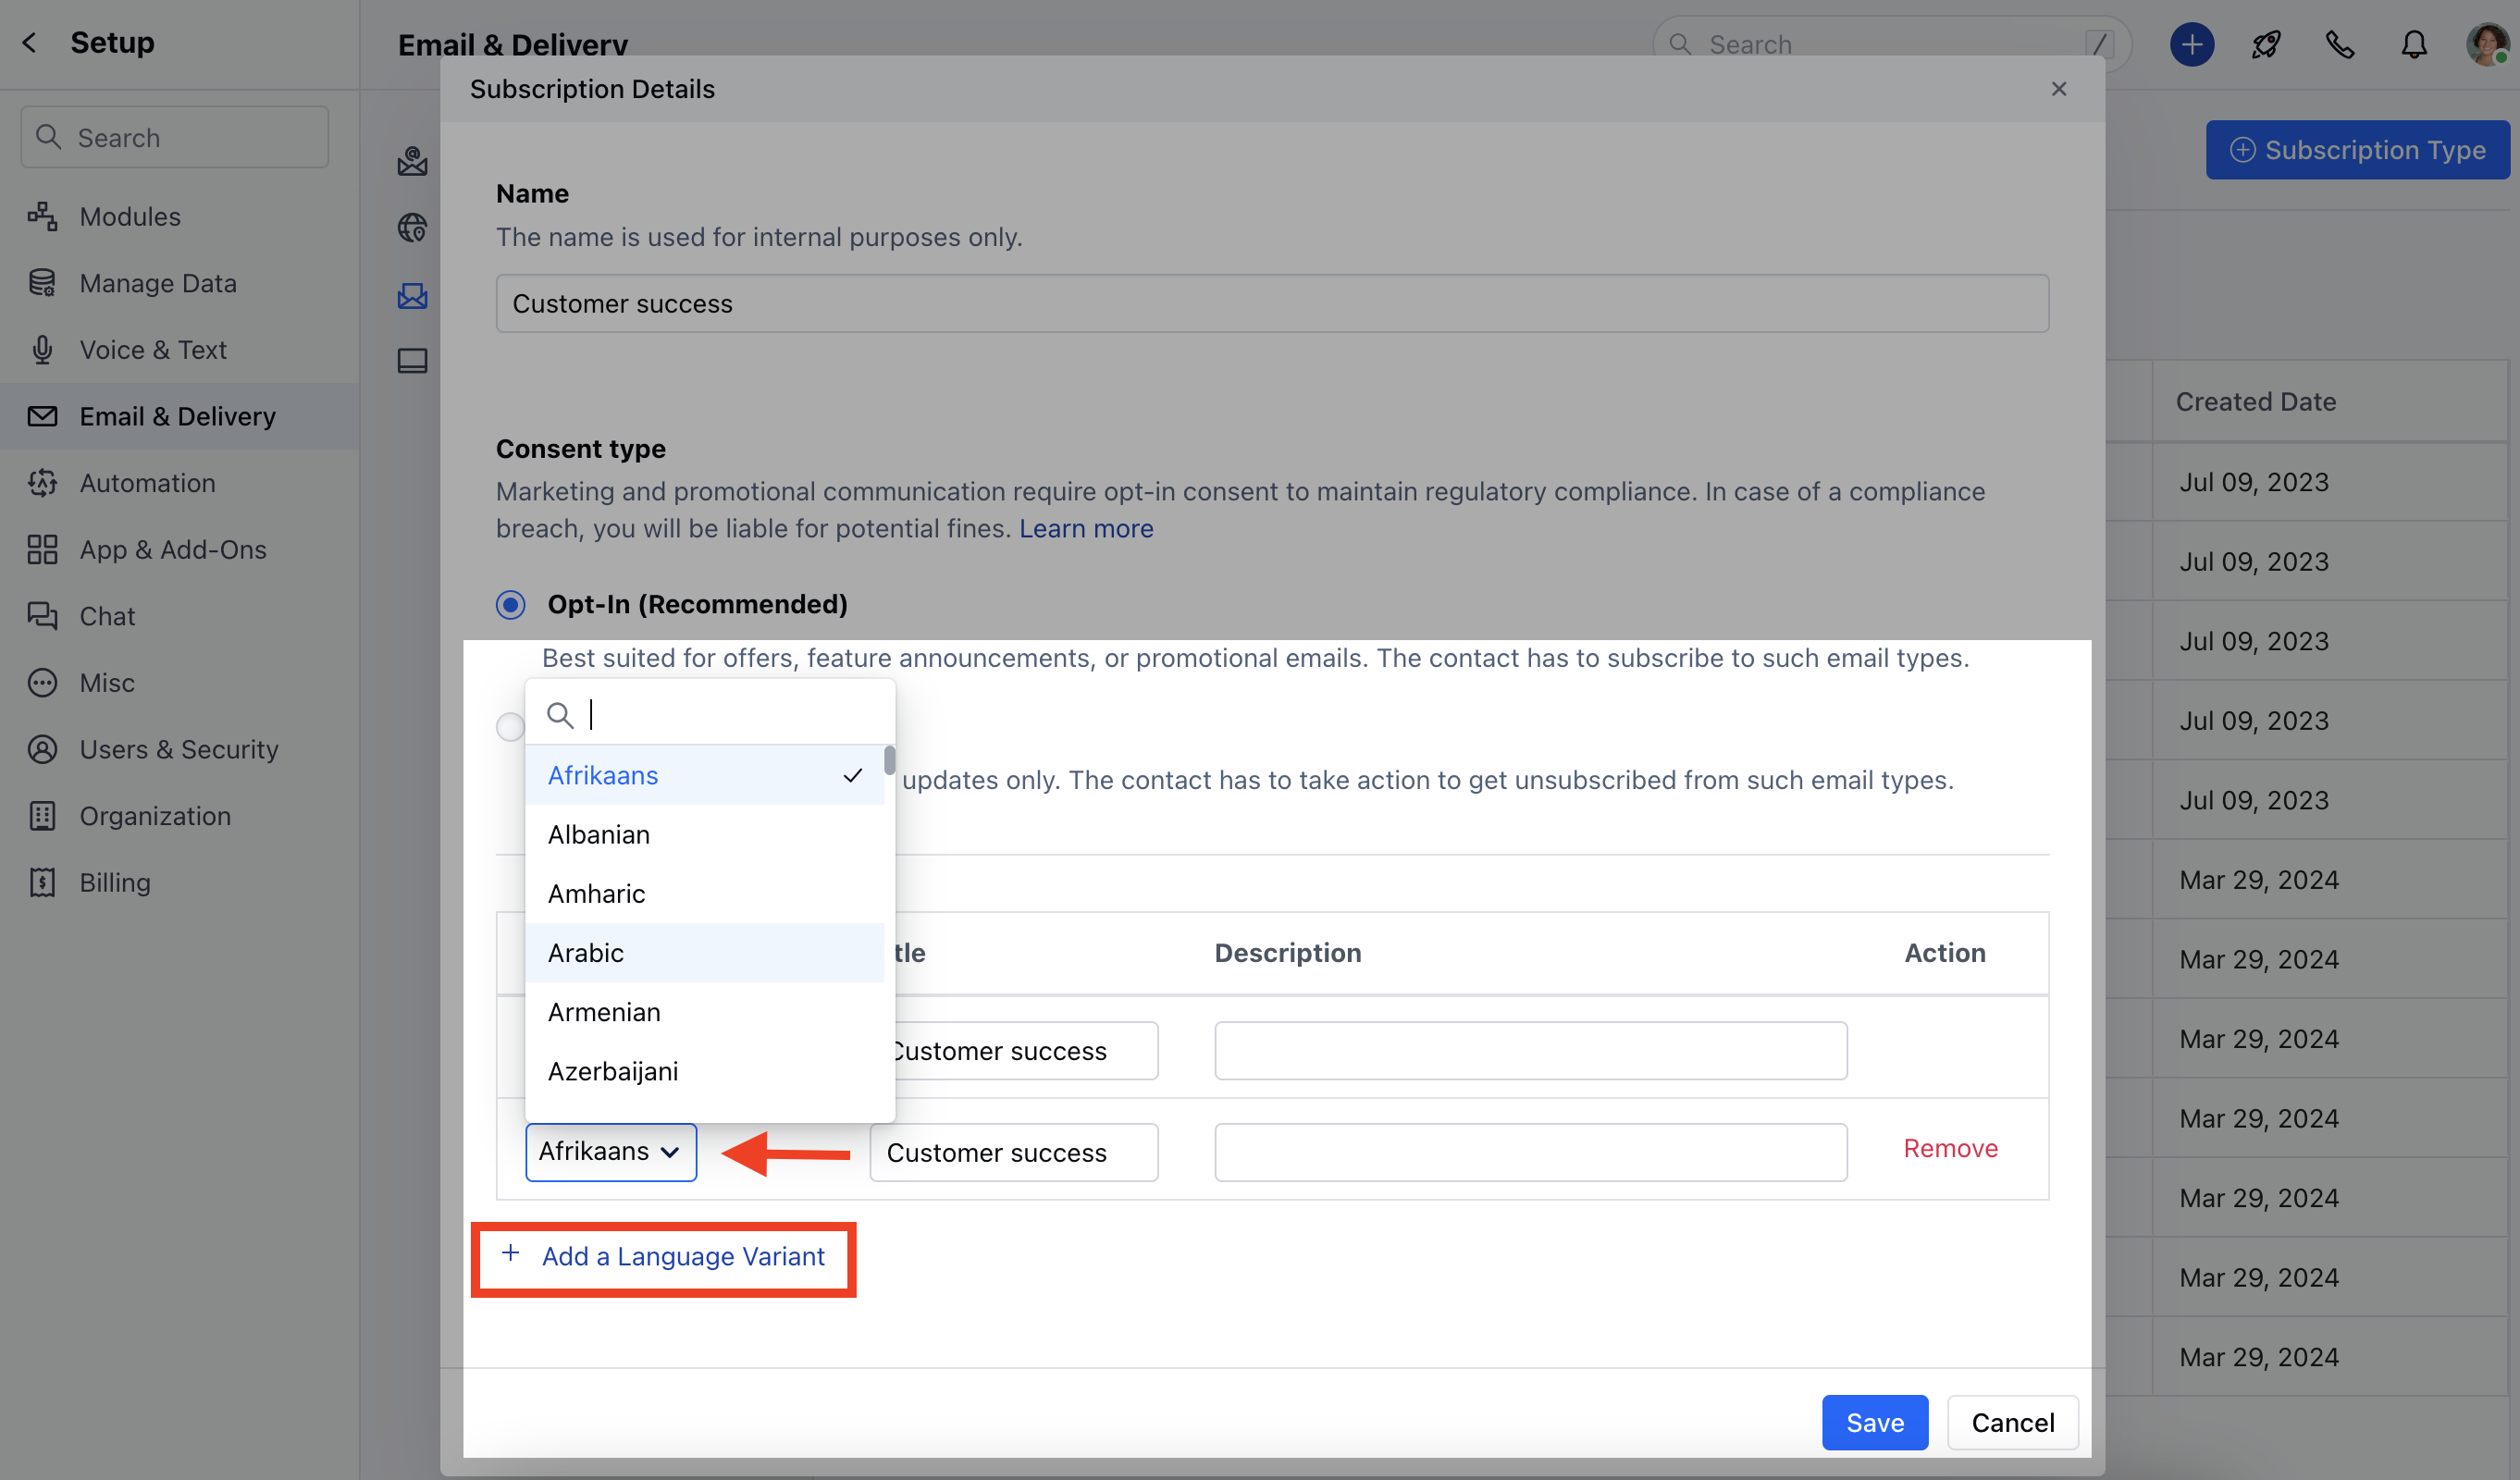 Setup
Email & Delivery
Search
/
Subscription Details
Search
Subscription Type
Modules
Manage Data
Voice & Text
Email & Delivery
Automation
App & Add-Ons
Chat
Misc
Users & Security
Organization
Billing
Name
The name is used for internal purposes only.
Customer success
Consent type
Marketing and promotional communication require opt-in consent to maintain regulatory compliance. In case of a compliance
breach, you will be liable for potential fines. Learn more
Opt-In (Recommended)
Best suited for offers, feature announcements, or promotional emails. The contact has to subscribe to such email types.
updates only. The contact has to take action to get unsubscribed from such email types.
Afrikaans
Albanian
Amharic
Arabic
Armenian
Azerbaijani
tle Description Action
Customer success
Afrikaans Customer success Remove
+ Add a Language Variant
Save Cancel
Created Date
Jul 09, 2023
Jul 09, 2023
Jul 09, 2023
Jul 09, 2023
Jul 09, 2023
Mar 29, 2024
Mar 29, 2024
Mar 29, 2024
Mar 29, 2024
Mar 29, 2024
Mar 29, 2024
Mar 29, 2024